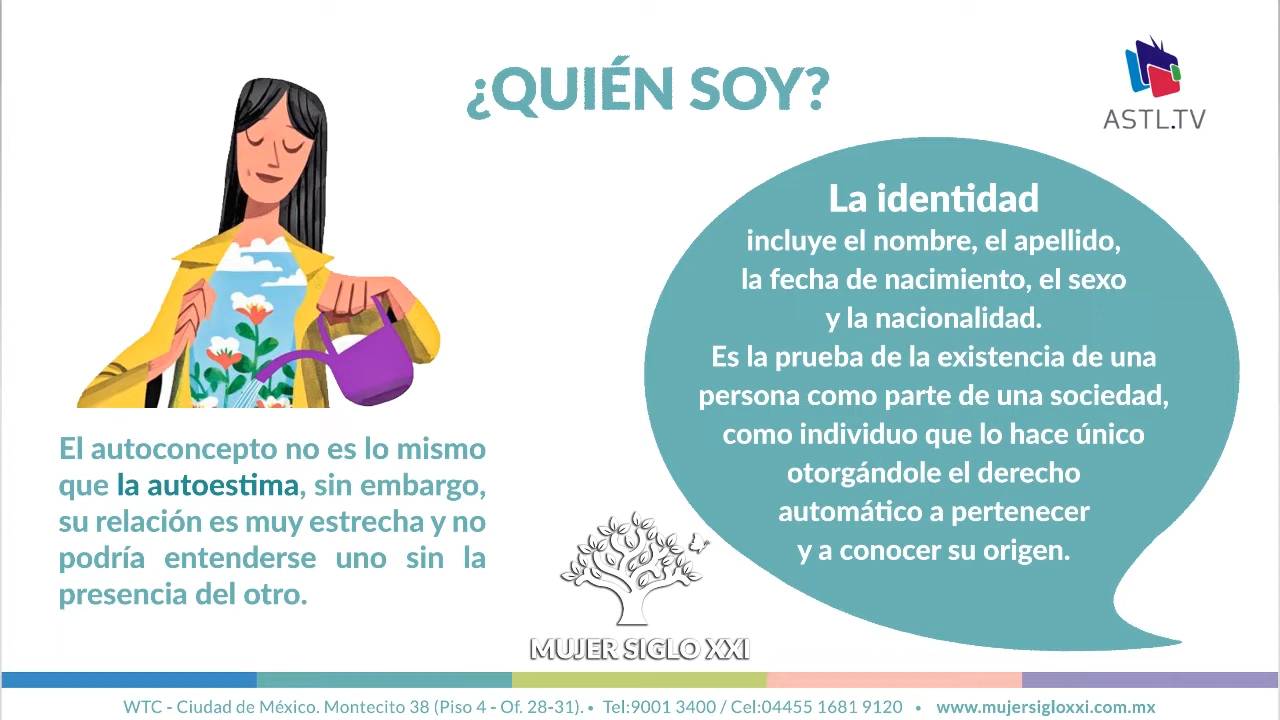 ¿QUIÉN SOY?
ASTL.TV
La identidad
incluye el nombre, el apellido,
la fecha de nacimiento, el sexo
y la nacionalidad.
Es la prueba de la existencia de una
persona como parte de una sociedad,
como individuo que lo hace único
otorgándole el derecho
automático a pertenecer
y a conocer su origen.
El autoconcepto no es lo mismo
que la autoestima, sin embargo,
su relación es muy estrecha y no
podría entenderse uno sin la
presencia del otro.
MUJER SIGLO XXI
WTC - Ciudad de México. Montecito 38 (Piso 4 - Of. 28-31). • Tel:9001 3400 / Cel:04455 1681 9120 • www.mujersigloxxi.com.mx